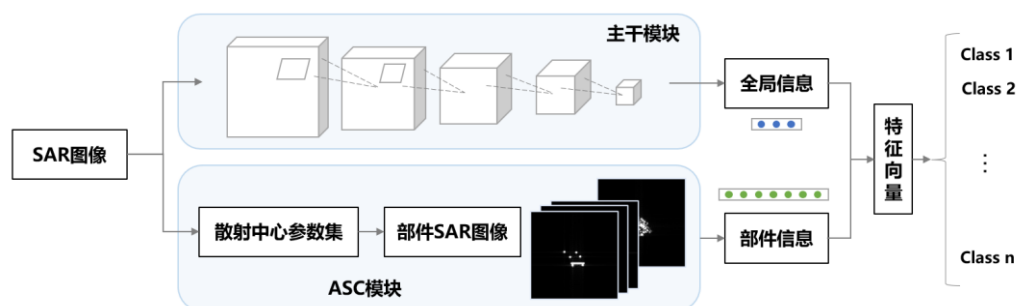 主干模块
全局信息
Class 1
Class 2
SAR图像
特征向量
⋮
散射中心参数集
部件SAR图像
部件信息
Class n
ASC模块